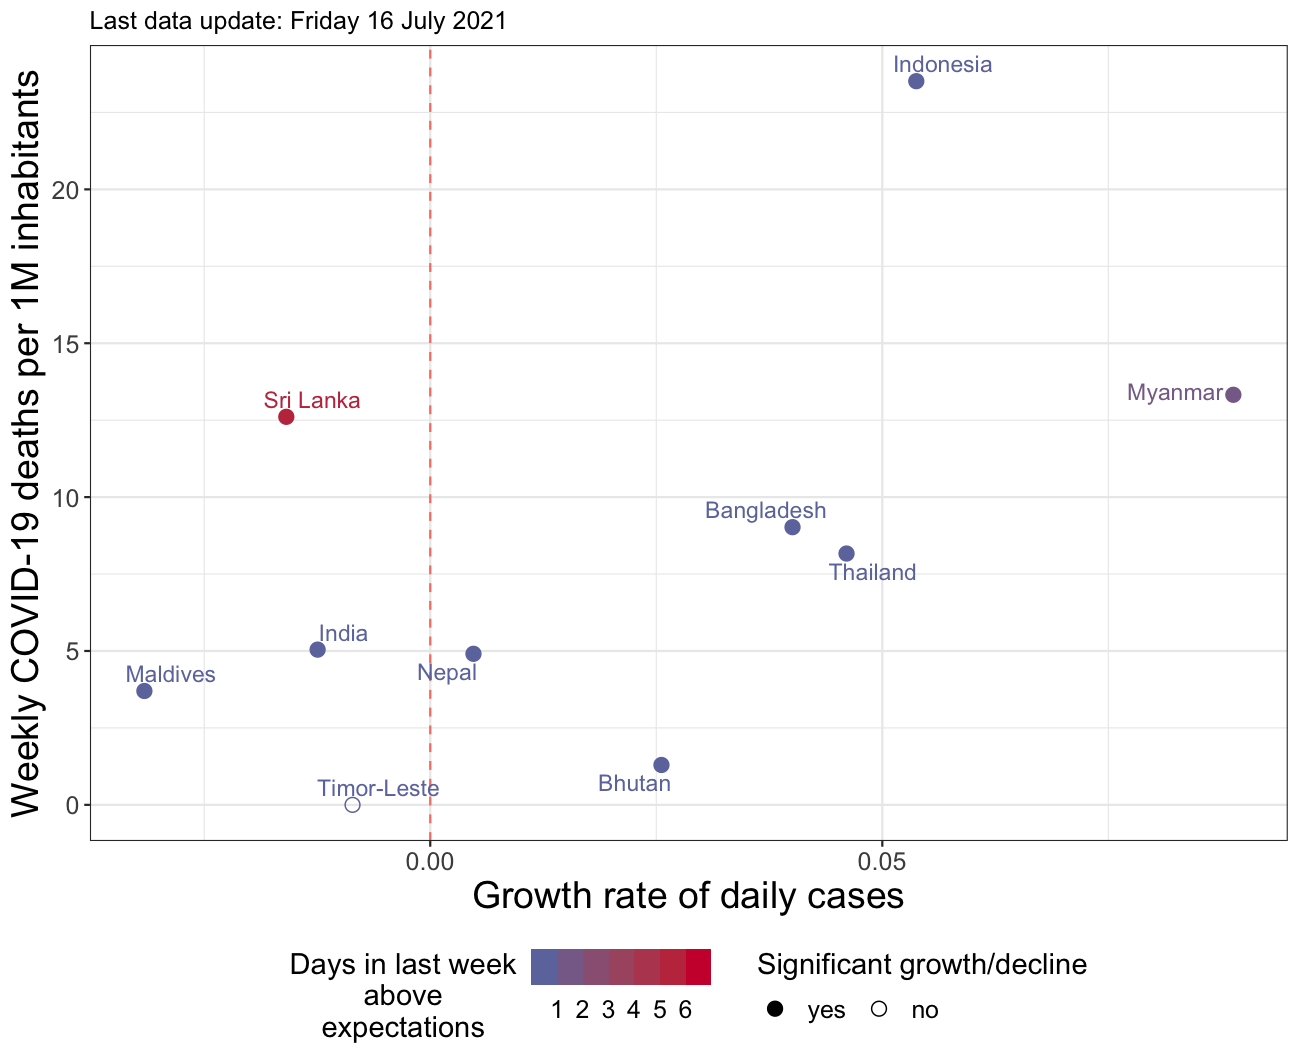 Last data update: Friday 16 July 2021
Weekly COVID-19 deaths per 1M inhabitants
20
15
10
5
0
Indonesia
Sri Lanka
Myanmar
Bangladesh
Thailand
India
Nepal
Maldives
Bhutan
Timor-Leste
0.00
0.05
Growth rate of daily cases
Days in last week
above
expectations
1 2 3 4 5 6
Significant growth/decline
yes no